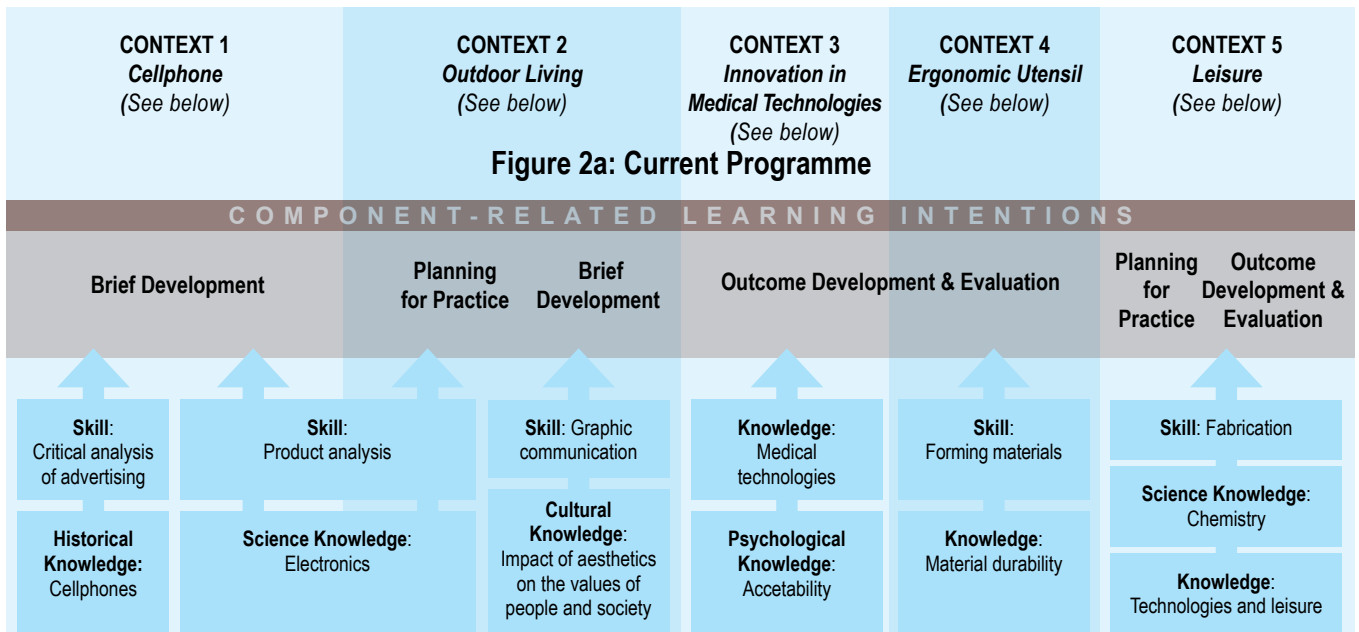 CONTEXT 1
Cellphone
(See below)
CONTEXT 2
Outdoor Living
(See below)
CONTEXT 3
Innovation in
Medical Technologies
(See below)
CONTEXT 4
Ergonomic Utensil
(See below)
CONTEXT 5
Leisure
(See below)
Figure 2a: Current Programme
COMPONENT-RELATED LEARNING INTENTIONS
Brief Development
Planning
for Practice
Brief
Development
Outcome Development & Evaluation
Planning
for
Practice
Outcome
Development &
Evaluation
Skill:
Critical analysis
of advertising
Historical
Knowledge:
Cellphones
Skill:
Product analysis
Science Knowledge:
Electronics
Skill: Graphic
communication
Cultural
Knowledge:
Impact of aesthetics
on the values of
people and society
Knowledge:
Medical
technologies
Psychological
Knowledge:
Accetability
Skill:
Forming materials
Knowledge:
Material durability
Skill: Fabrication
Science Knowledge:
Chemistry
Knowledge:
Technologies and leisure